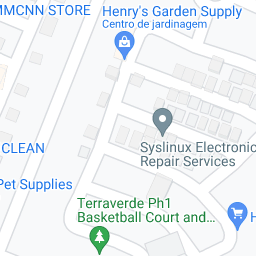 MMCNN STORE
Henry's Garden Supply
Centro de jardinagem
Syslinux Electronic
Repair Services
CLEAN
Pet Supplies
Terraverde Ph1
Basketball Court and...
H